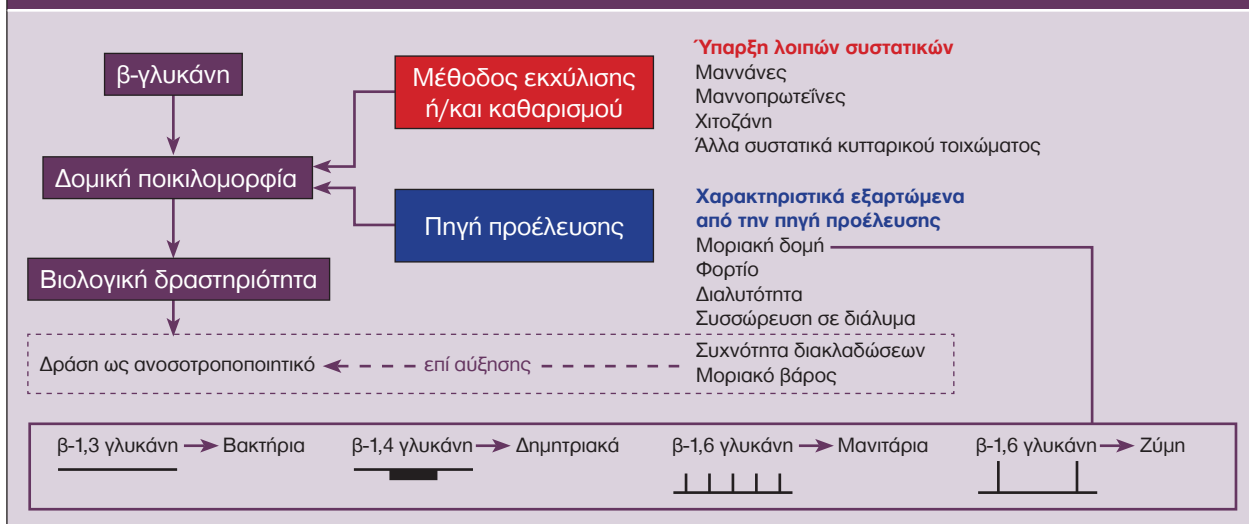 β-γλυκάνη
Δομική ποικιλομορφία
Βιολογική δραστηριότητα
Μέθοδος εκχύλισης
ή/και καθαρισμού
Πηγή προέλευσης
Ύπαρξη λοιπών συστατικών
Μαννάνες
Μαννοπρωτεΐνες
Χιτοζάνη
Άλλα συστατικά κυτταρικού τοιχώματος
Χαρακτηριστικά εξαρτώμενα
από την πηγή προέλευσης
Μοριακή δομή
Φορτίο
Διαλυτότητα
Συσσώρευση σε διάλυμα
Συχνότητα διακλαδώσεων
Μοριακό βάρος
Δράση ως ανοσοτροποποιητικό
επί αύξησης
β-1,3 γλυκάνη Βακτήρια
β-1,4 γλυκάνη Δημητριακά
β-1,6 γλυκάνη Μανιτάρια
β-1,6 γλυκάνη Ζύμη